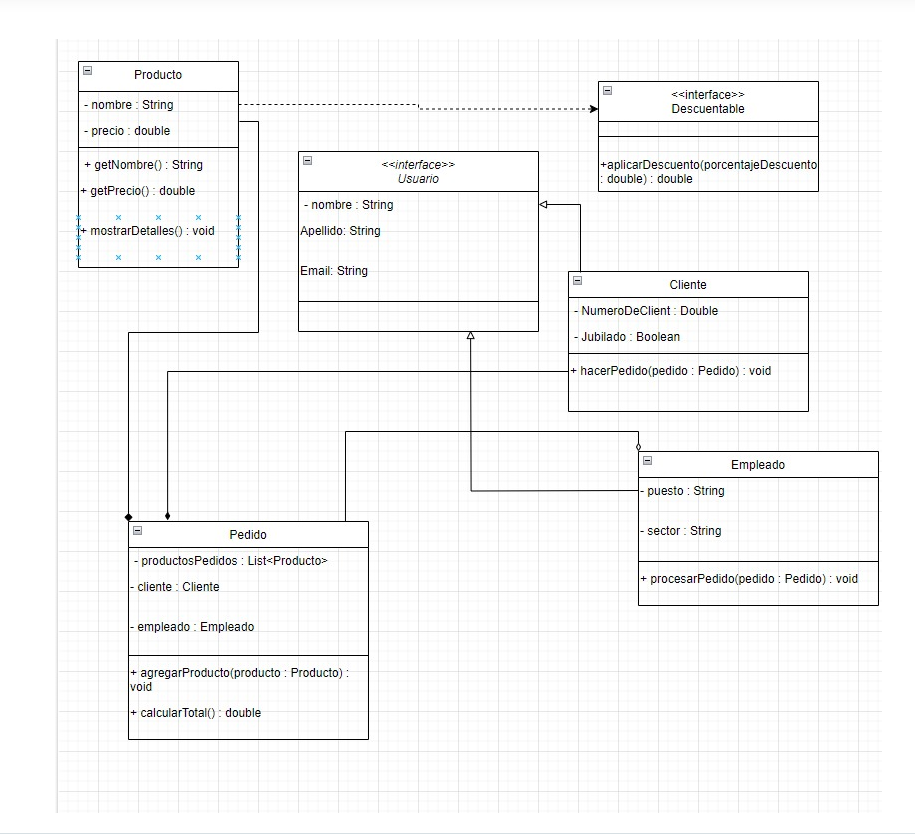 Producto
- nombre : String
- precio : double
+ getNombre() : String
+ getPrecio() : double
+ mostrarDetalles() : void
<<interface>>
Descuentable
+aplicarDescuento(porcentajeDescuento
: double) : double
<<interface>>
Usuario
- nombre : String
Apellido: String
Email: String
Cliente
- NumeroDeClient : Double
- Jubilado : Boolean
+ hacerPedido(pedido : Pedido) : void
Empleado
- puesto : String
- sector : String
+ procesarPedido(pedido : Pedido) : void
Pedido
- productosPedidos : List<Producto>
- cliente : Cliente
- empleado : Empleado
+ agregarProducto(producto : Producto) :
void
+ calcularTotal() : double